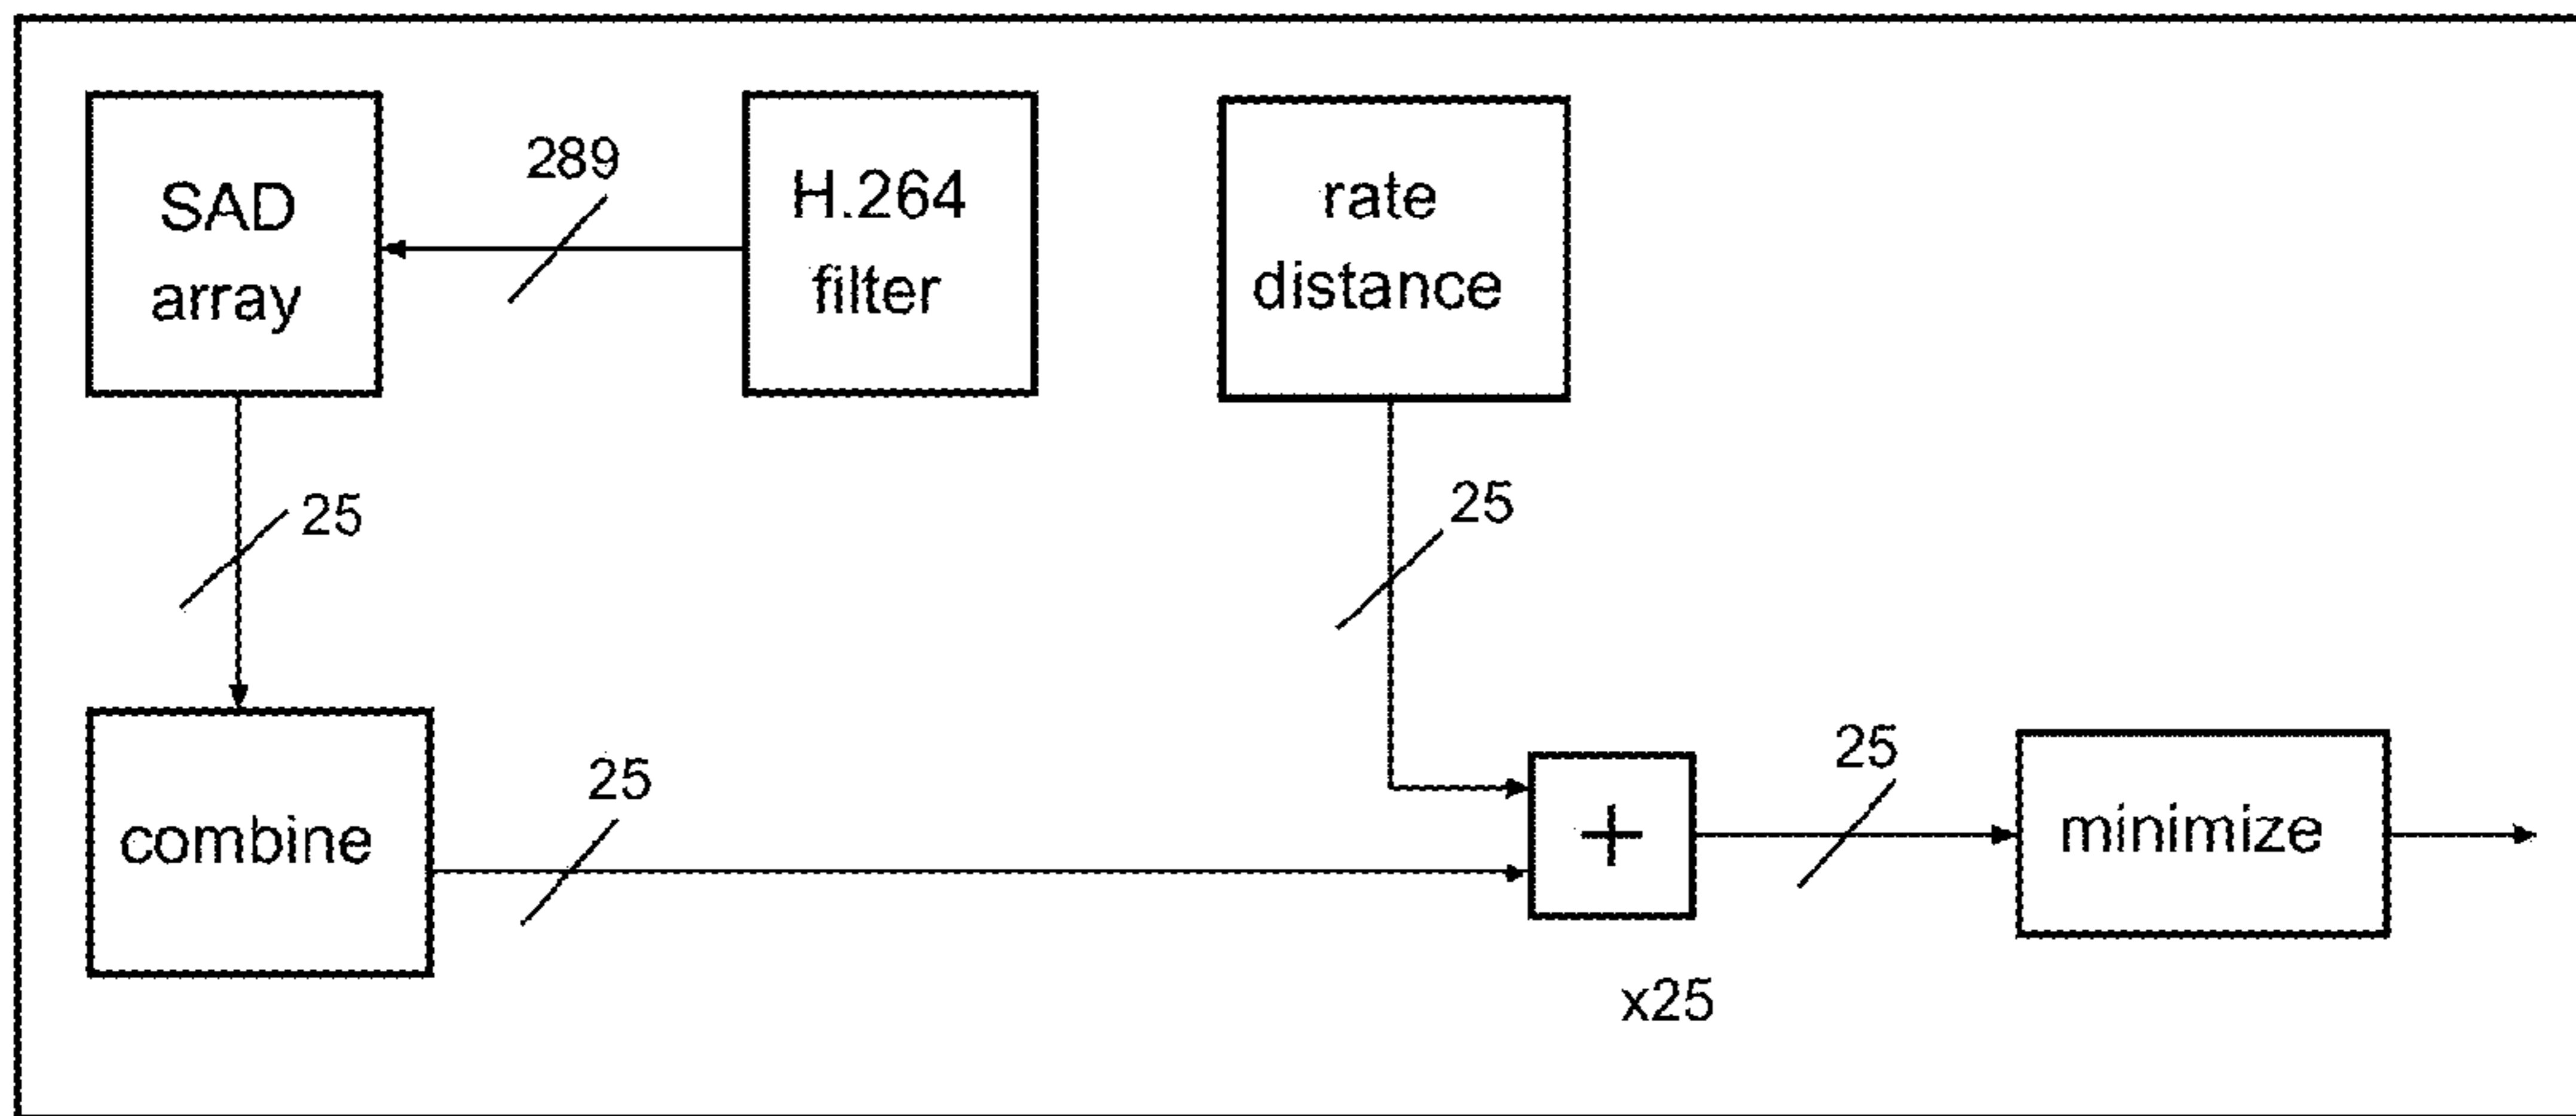 SAD
array
289
H.264
filter
rate
distance
25
25
combine
25
+
25
minimize
x25